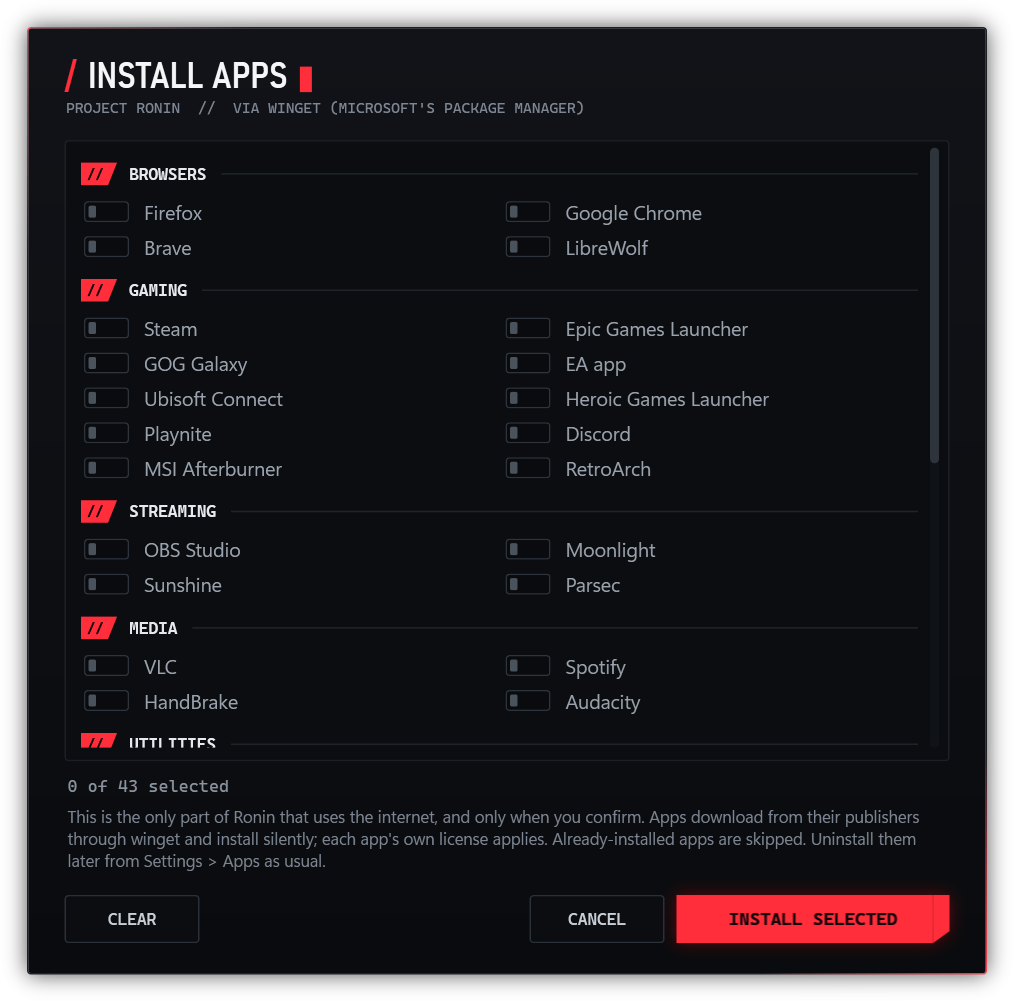 / INSTALL APPS
PROJECT RONIN // VIA WINGET (MICROSOFT'S PACKAGE MANAGER)
// BROWSERS
Firefox Google Chrome
Brave LibreWolf
// GAMING
Steam Epic Games Launcher
GOG Galaxy EA app
Ubisoft Connect Heroic Games Launcher
Playnite Discord
MSI Afterburner RetroArch
// STREAMING
OBS Studio Moonlight
Sunshine Parsec
// MEDIA
VLC Spotify
HandBrake Audacity
// UTILITIES
0 of 43 selected
This is the only part of Ronin that uses the internet, and only when you confirm. Apps download from their publishers
through winget and install silently; each app's own license applies. Already-installed apps are skipped. Uninstall them
later from Settings > Apps as usual.
CLEAR CANCEL INSTALL SELECTED